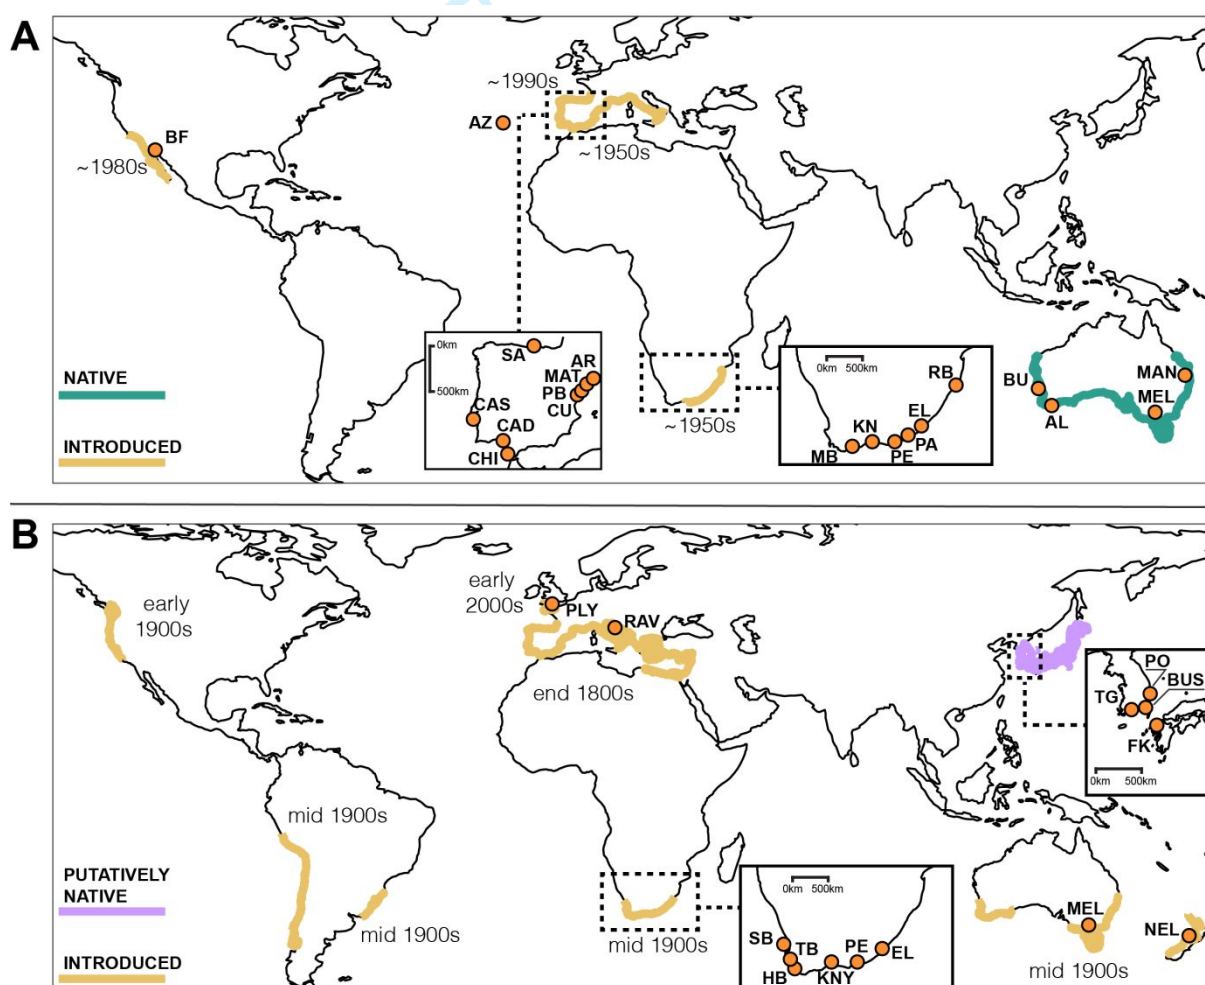 A
~1990s
AZ
BF
~1980s
~1950s
0km
500km
SA
AR
MAT
PB
CU
CAS
CAD
CHI
~1950s
0km 500km
RB
EL
KN
PA
MB
PE
BU
AL
MAN
MEL
NATIVE
INTRODUCED
B
early
1900s
early
2000s
PLY
RAV
end 1800s
PO
BUS
TG
FK
0km 500km
mid 1900s
mid 1900s
mid 1900s
0km 500km
SB
TB
HB
KNY
PE
EL
MEL
NEL
mid 1900s
PUTATIVELY
NATIVE
INTRODUCED